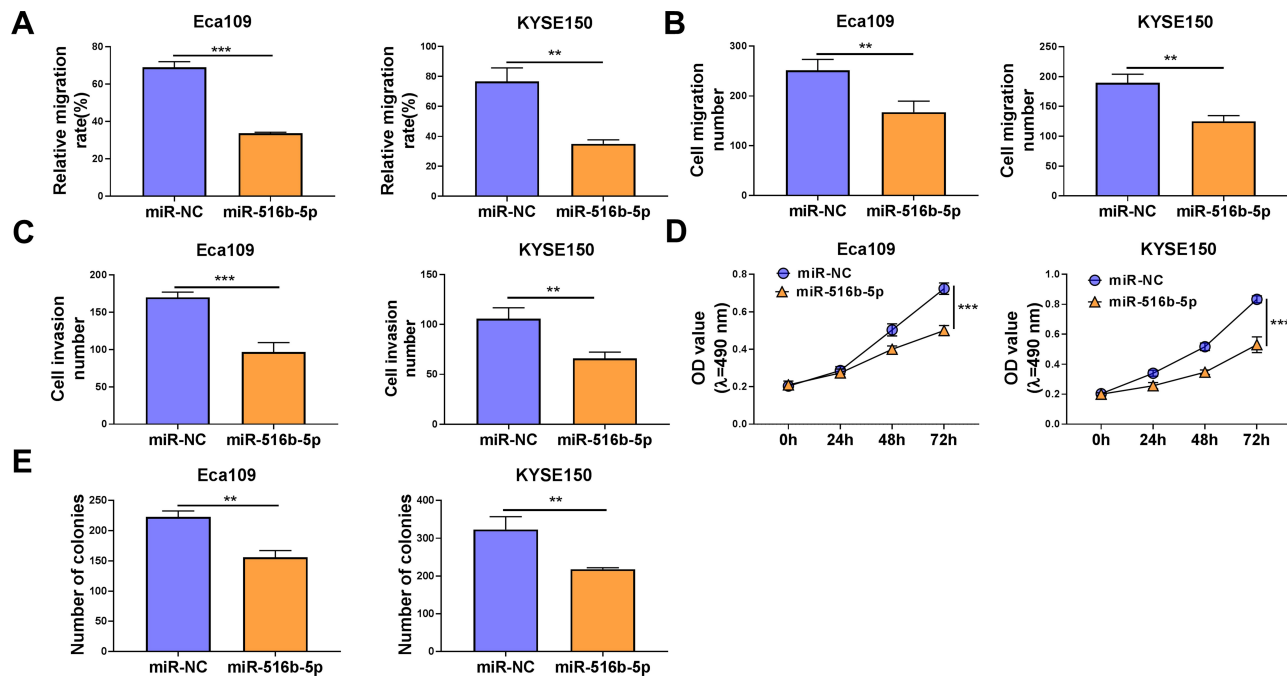 A
Eca109
Relative migration
rate(%)
80
60
40
20
0
***
miR-NC
miR-516b-5p
KYSE150
Relative migration
rate(%)
100
80
60
40
20
0
**
miR-NC
miR-516b-5p
B
Eca109
Cell migration
number
300
200
100
0
**
miR-NC
miR-516b-5p
KYSE150
Cell migration
number
250
200
150
100
50
0
**
miR-NC
miR-516b-5p
C
Eca109
Cell invasion
number
200
150
100
50
0
***
miR-NC
miR-516b-5p
KYSE150
Cell invasion
number
150
100
50
0
**
miR-NC
miR-516b-5p
D
Eca109
OD value
(λ=490 nm)
0.8
0.6
0.4
0.2
0.0
miR-NC
miR-516b-5p
***
0h
24h
48h
72h
KYSE150
OD value
(λ=490 nm)
1.0
0.8
0.6
0.4
0.2
0.0
miR-NC
miR-516b-5p
***
0h
24h
48h
72h
E
Eca109
Number of colonies
250
200
150
100
50
0
**
miR-NC
miR-516b-5p
KYSE150
Number of colonies
400
300
200
100
0
**
miR-NC
miR-516b-5p